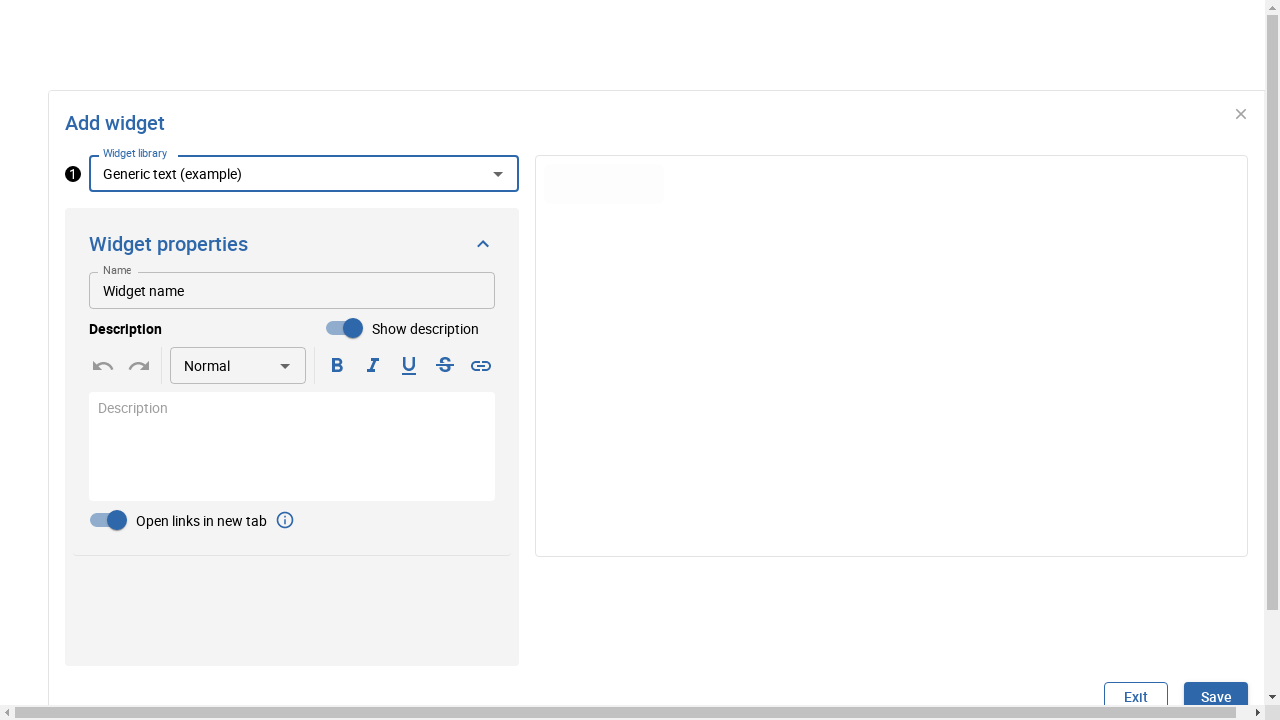 Add widget
Widget library
1 Generic text (example)
Widget properties
Name
Widget name
Description Show description
Normal B I U S
Description
Open links in new tab
Exit Save